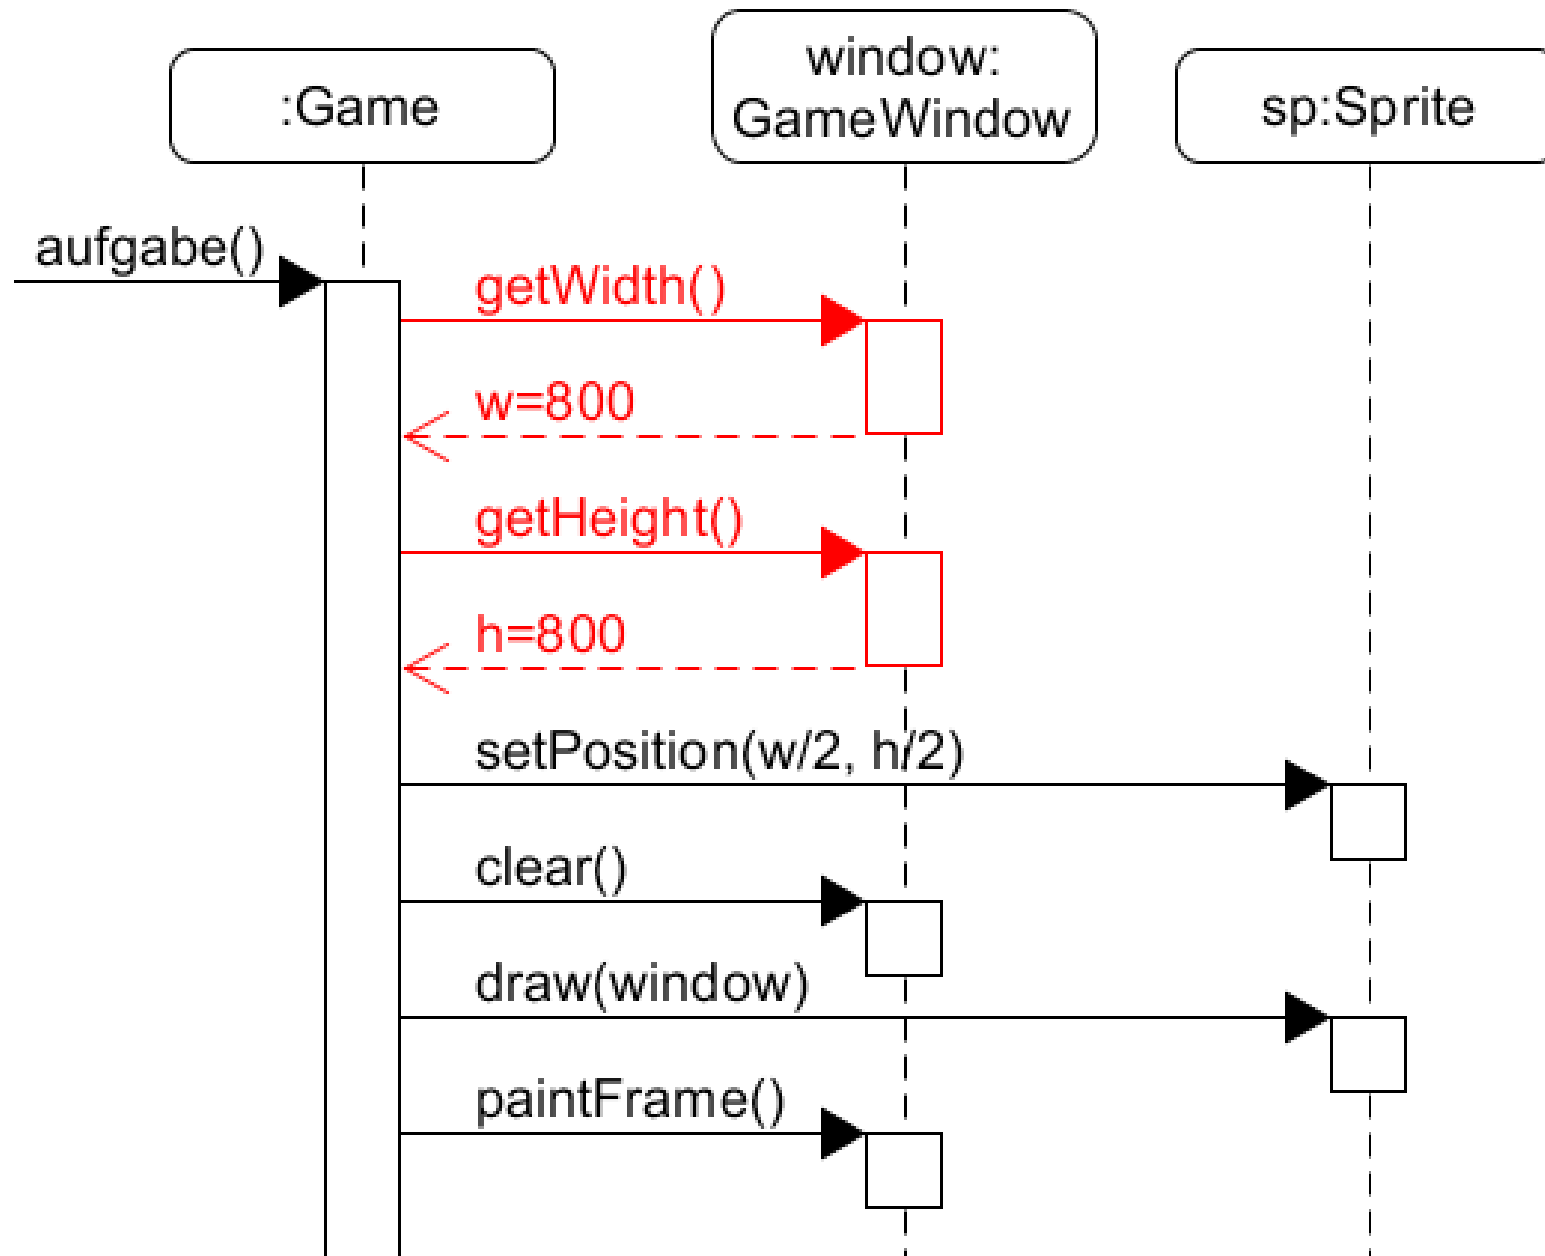 :Game
window:
GameWindow
sp:Sprite
aufgabe()
getWidth()
w=800
getHeight()
h=800
setPosition(w/2, h/2)
clear()
draw(window)
paintFrame()